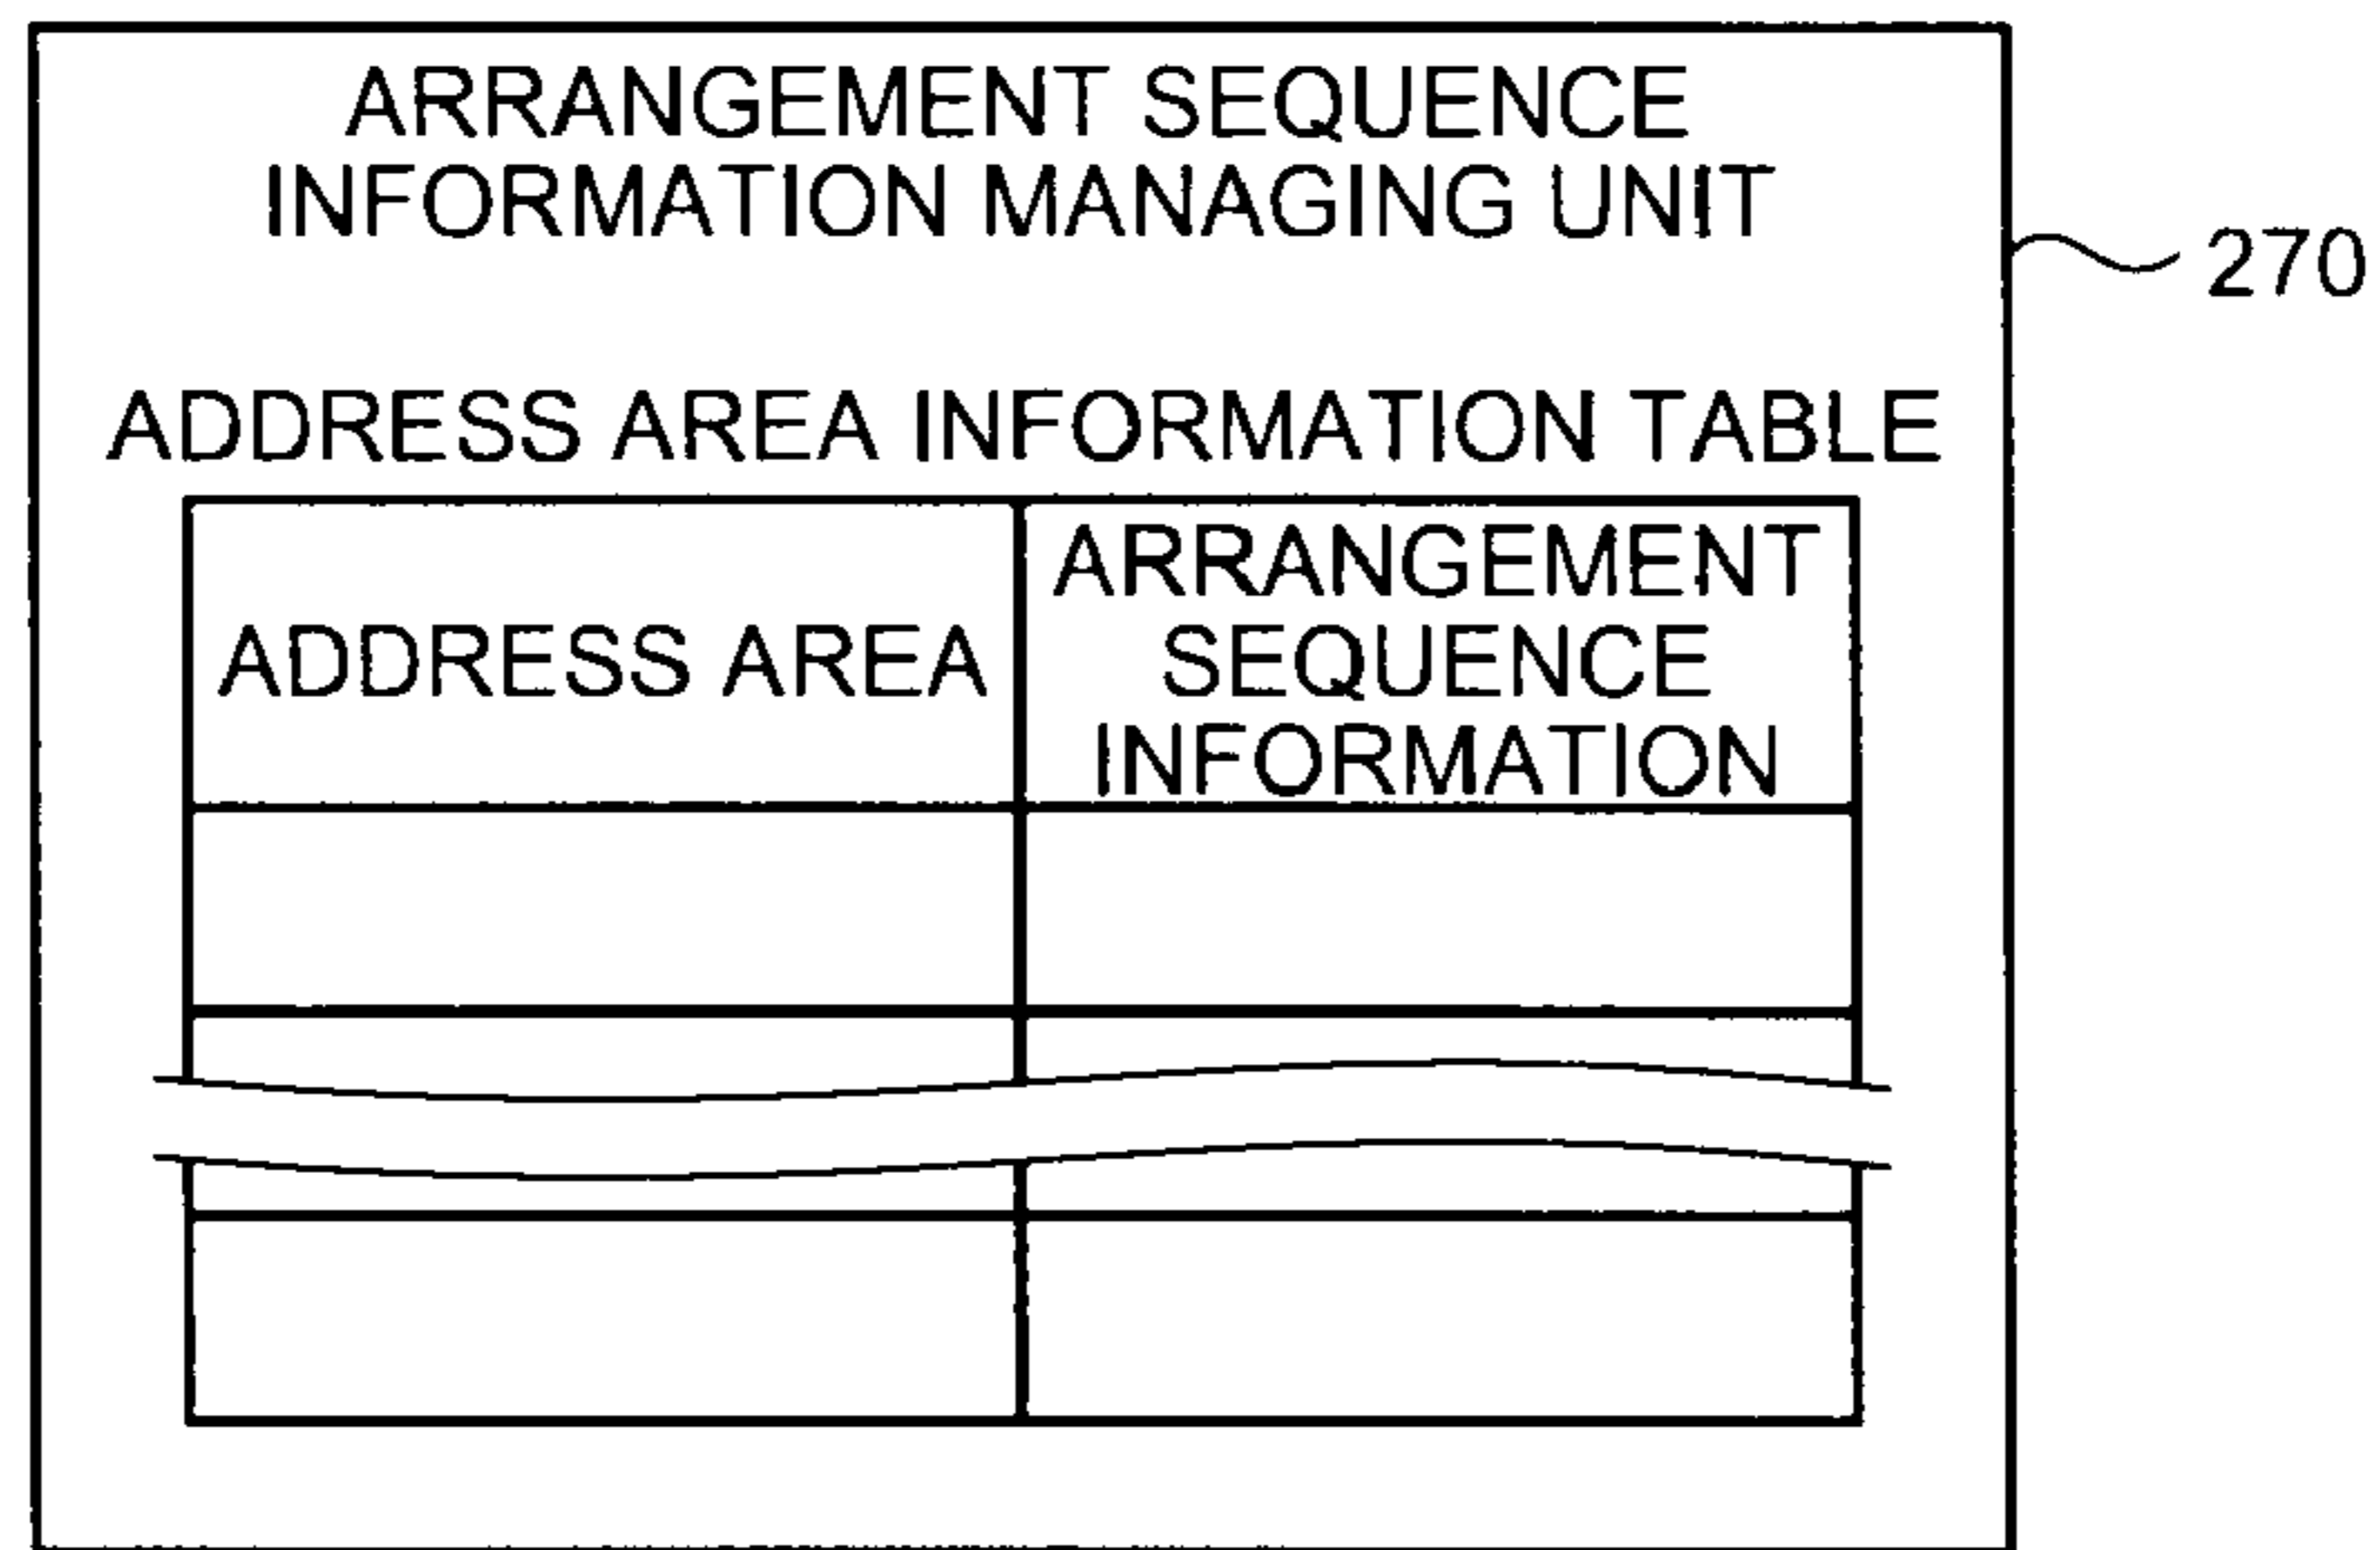 ARRANGEMENT SEQUENCE
INFORMATION MANAGING UNIT
270
ADDRESS AREA INFORMATION TABLE
ADDRESS AREA
ARRANGEMENT
SEQUENCE
INFORMATION